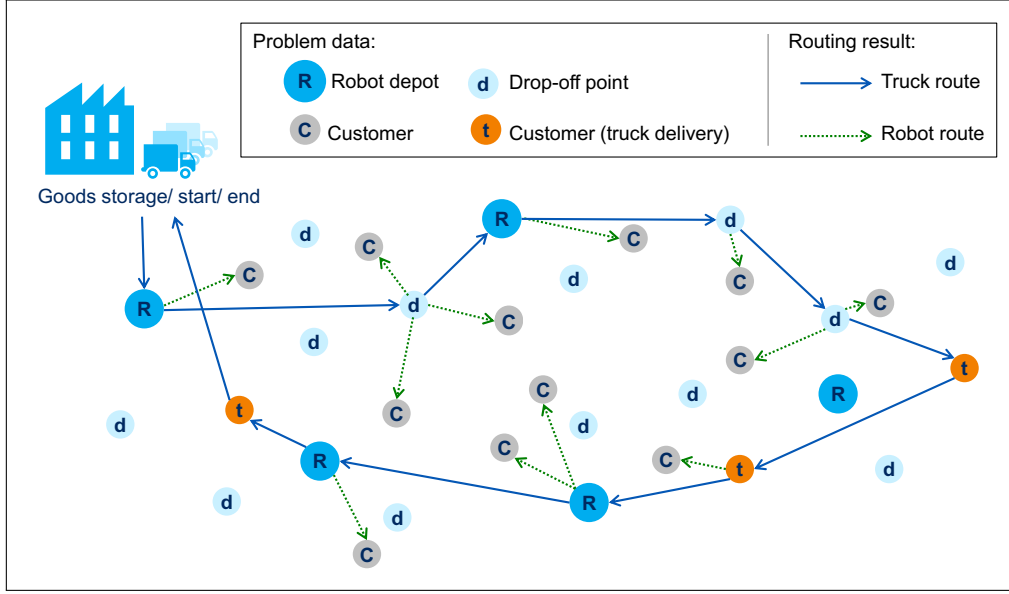 Problem data:
Routing result:
R Robot depot
d Drop-off point
Truck route
C Customer
t Customer (truck delivery)
Robot route
Goods storage/ start/ end
R
d
d
C
C
d
C
d
R
C
d
C
C
R
d
d
C
C
t
d
C
d
R
t
C
d
C
d
C
R
C
t
d
d
R
d
C